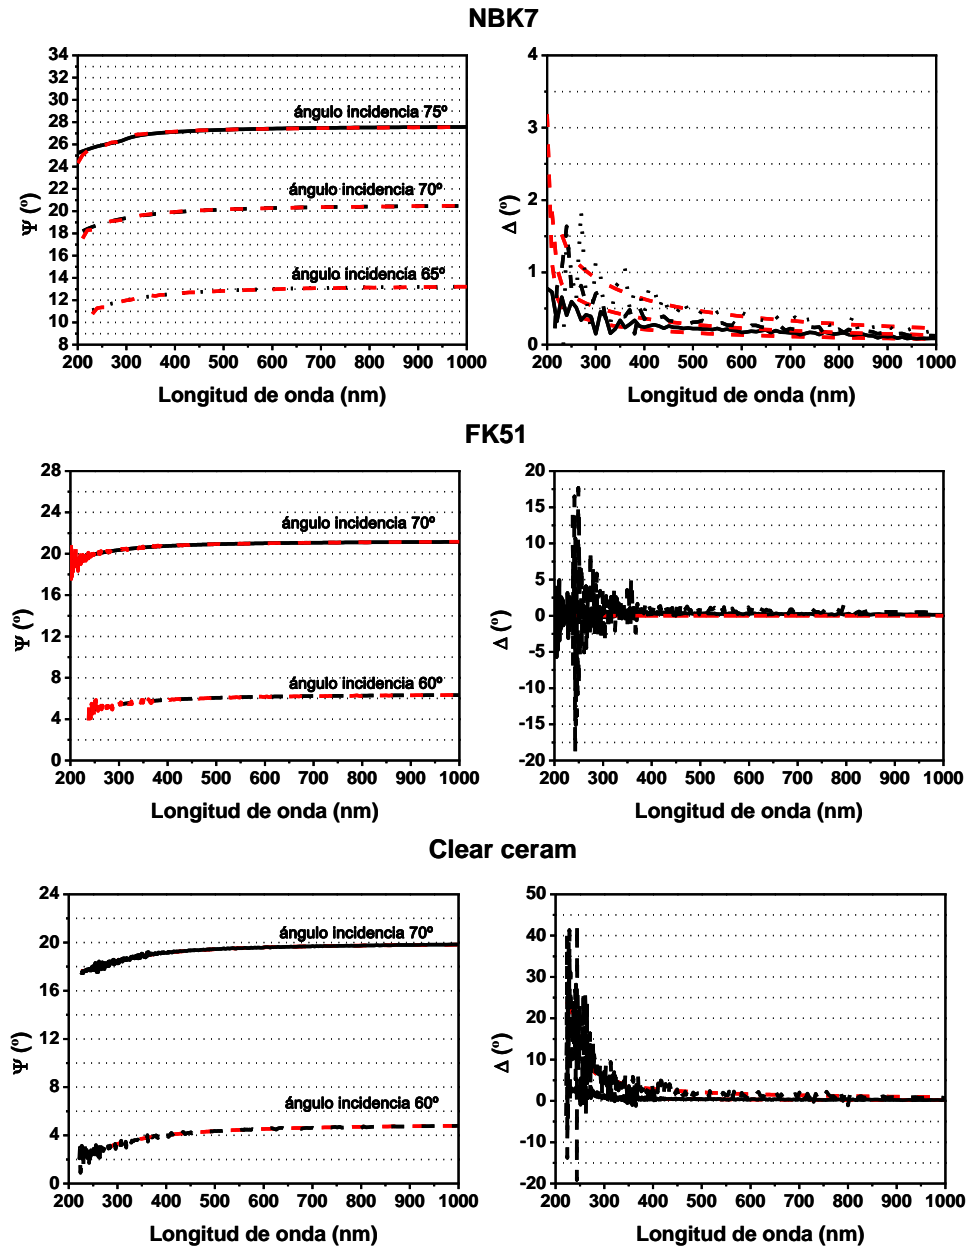 NBK7
34
32
30
28
26
24
22
20
18
16
14
12
10
8
200 300 400 500 600 700 800 900 1000
Ψ (º)
Longitud de onda (nm)
ángulo incidencia 75º
ángulo incidencia 70º
ángulo incidencia 65º
4
3
2
1
0
200 300 400 500 600 700 800 900 1000
Δ (º)
Longitud de onda (nm)
FK51
28
24
20
16
12
8
4
0
200 300 400 500 600 700 800 900 1000
Ψ (º)
Longitud de onda (nm)
ángulo incidencia 70º
ángulo incidencia 60º
20
15
10
5
0
-5
-10
-15
-20
200 300 400 500 600 700 800 900 1000
Δ (º)
Longitud de onda (nm)
Clear ceram
24
20
16
12
8
4
0
200 300 400 500 600 700 800 900 1000
Ψ (º)
Longitud de onda (nm)
ángulo incidencia 70º
ángulo incidencia 60º
50
40
30
20
10
0
-10
-20
200 300 400 500 600 700 800 900 1000
Δ (º)
Longitud de onda (nm)